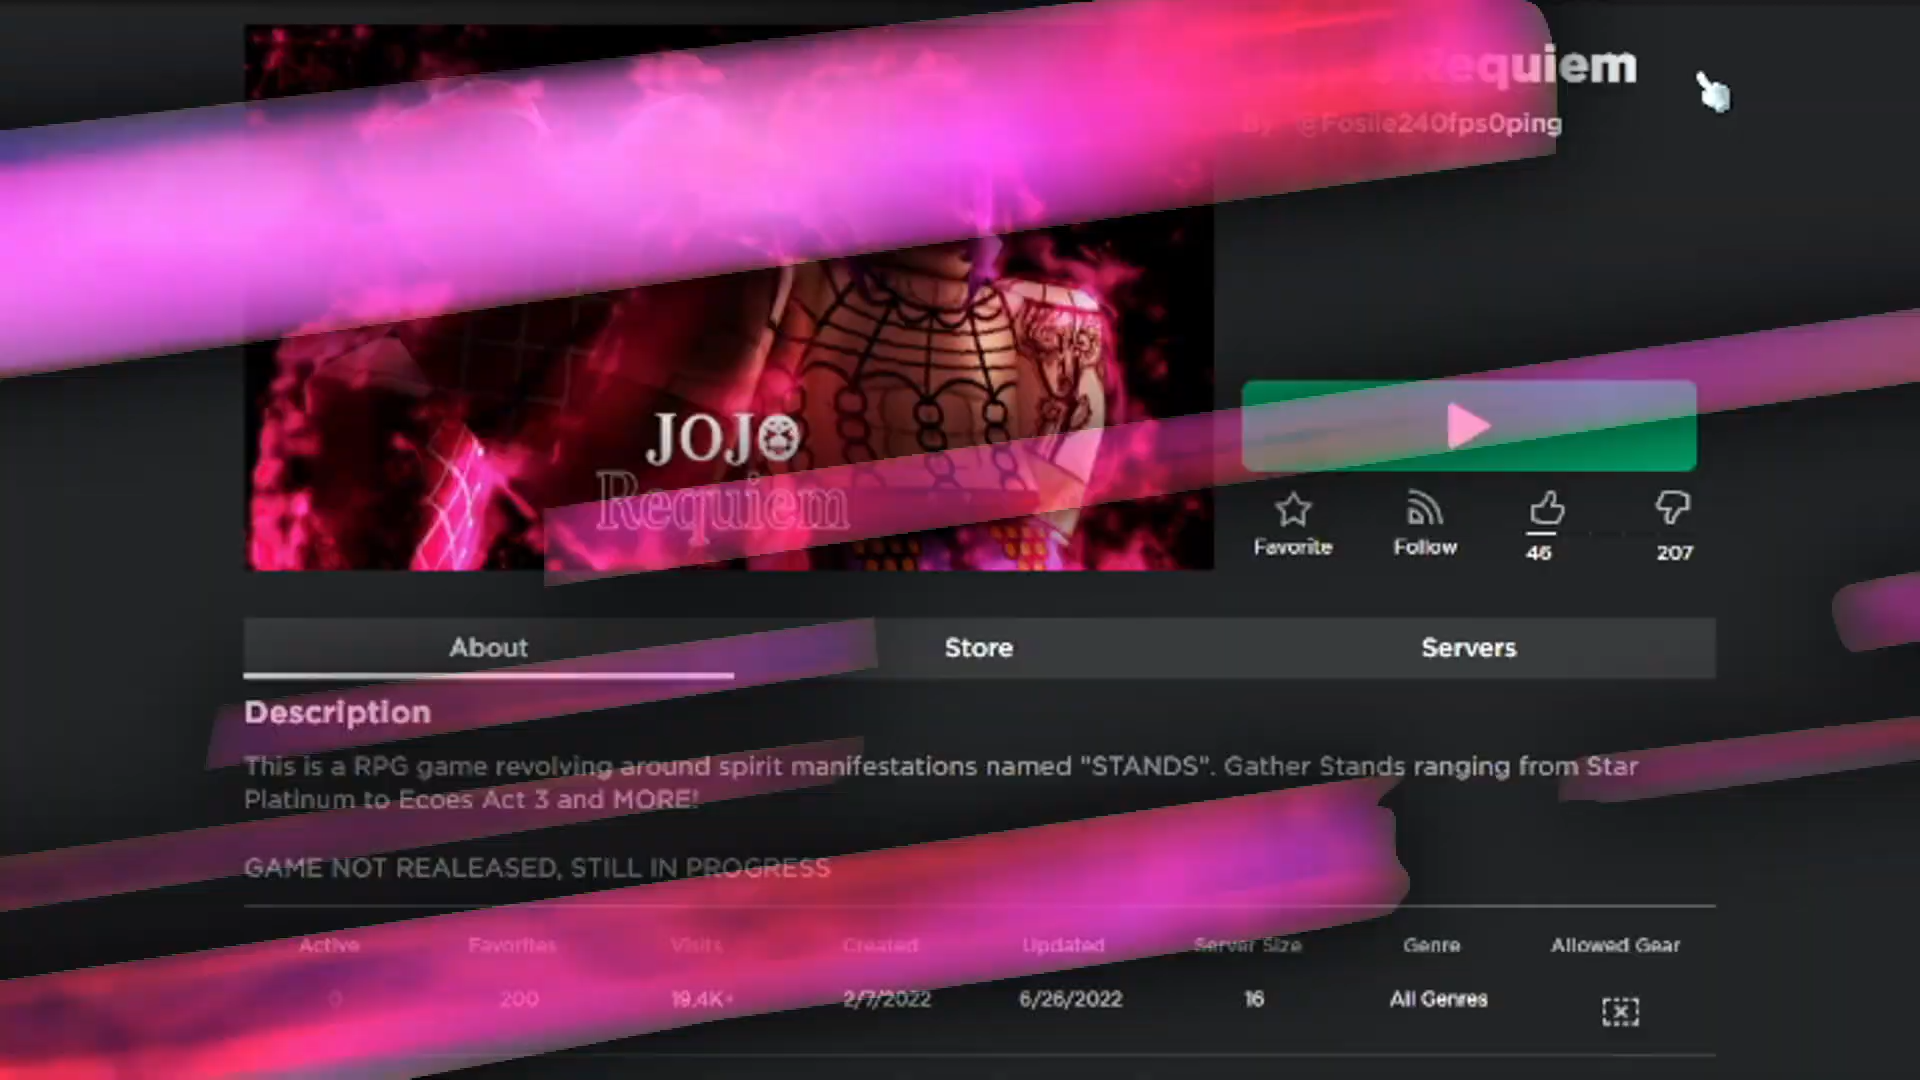 Requiem
By @Fosile240fps0ping
JOJO
Requiem
Favorite
Follow
46
207
About
Store
Servers
Description
This is a RPG game revolving around spirit manifestations named "STANDS". Gather Stands ranging from Star
Platinum to Ecoes Act 3 and MORE!
GAME NOT REALEASED, STILL IN PROGRESS
Active Favorites Visits Created Updated Server Size Genre Allowed Gear
0 200 19.4K+ 2/7/2022 6/26/2022 16 All Genres